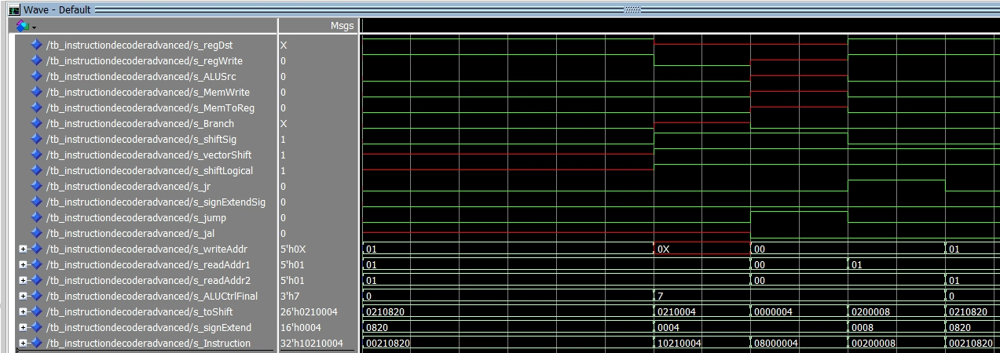 Wave - Default
Msgs
/tb_instructiondecoderadvanced/s_regDst X
/tb_instructiondecoderadvanced/s_regWrite 0
/tb_instructiondecoderadvanced/s_ALUSrc 0
/tb_instructiondecoderadvanced/s_MemWrite 0
/tb_instructiondecoderadvanced/s_MemToReg 0
/tb_instructiondecoderadvanced/s_Branch X
/tb_instructiondecoderadvanced/s_shiftSig 1
/tb_instructiondecoderadvanced/s_vectorShift 1
/tb_instructiondecoderadvanced/s_shiftLogical 1
/tb_instructiondecoderadvanced/s_jr 0
/tb_instructiondecoderadvanced/s_signExtendSig 0
/tb_instructiondecoderadvanced/s_jump 0
/tb_instructiondecoderadvanced/s_jal 0
/tb_instructiondecoderadvanced/s_writeAddr 5'h0X 01 0X 00 01
/tb_instructiondecoderadvanced/s_readAddr1 5'h01 01 00 01
/tb_instructiondecoderadvanced/s_readAddr2 5'h01 01 00 01
/tb_instructiondecoderadvanced/s_ALUCtrlFinal 3'h7 0 7 0
/tb_instructiondecoderadvanced/s_toShift 26'h0210004 0210820 0210004 0000004 0200008 0210820
/tb_instructiondecoderadvanced/s_signExtend 16'h0004 0820 0004 0008 0820
/tb_instructiondecoderadvanced/s_Instruction 32'h10210004 00210820 10210004 08000004 00200008 00210820